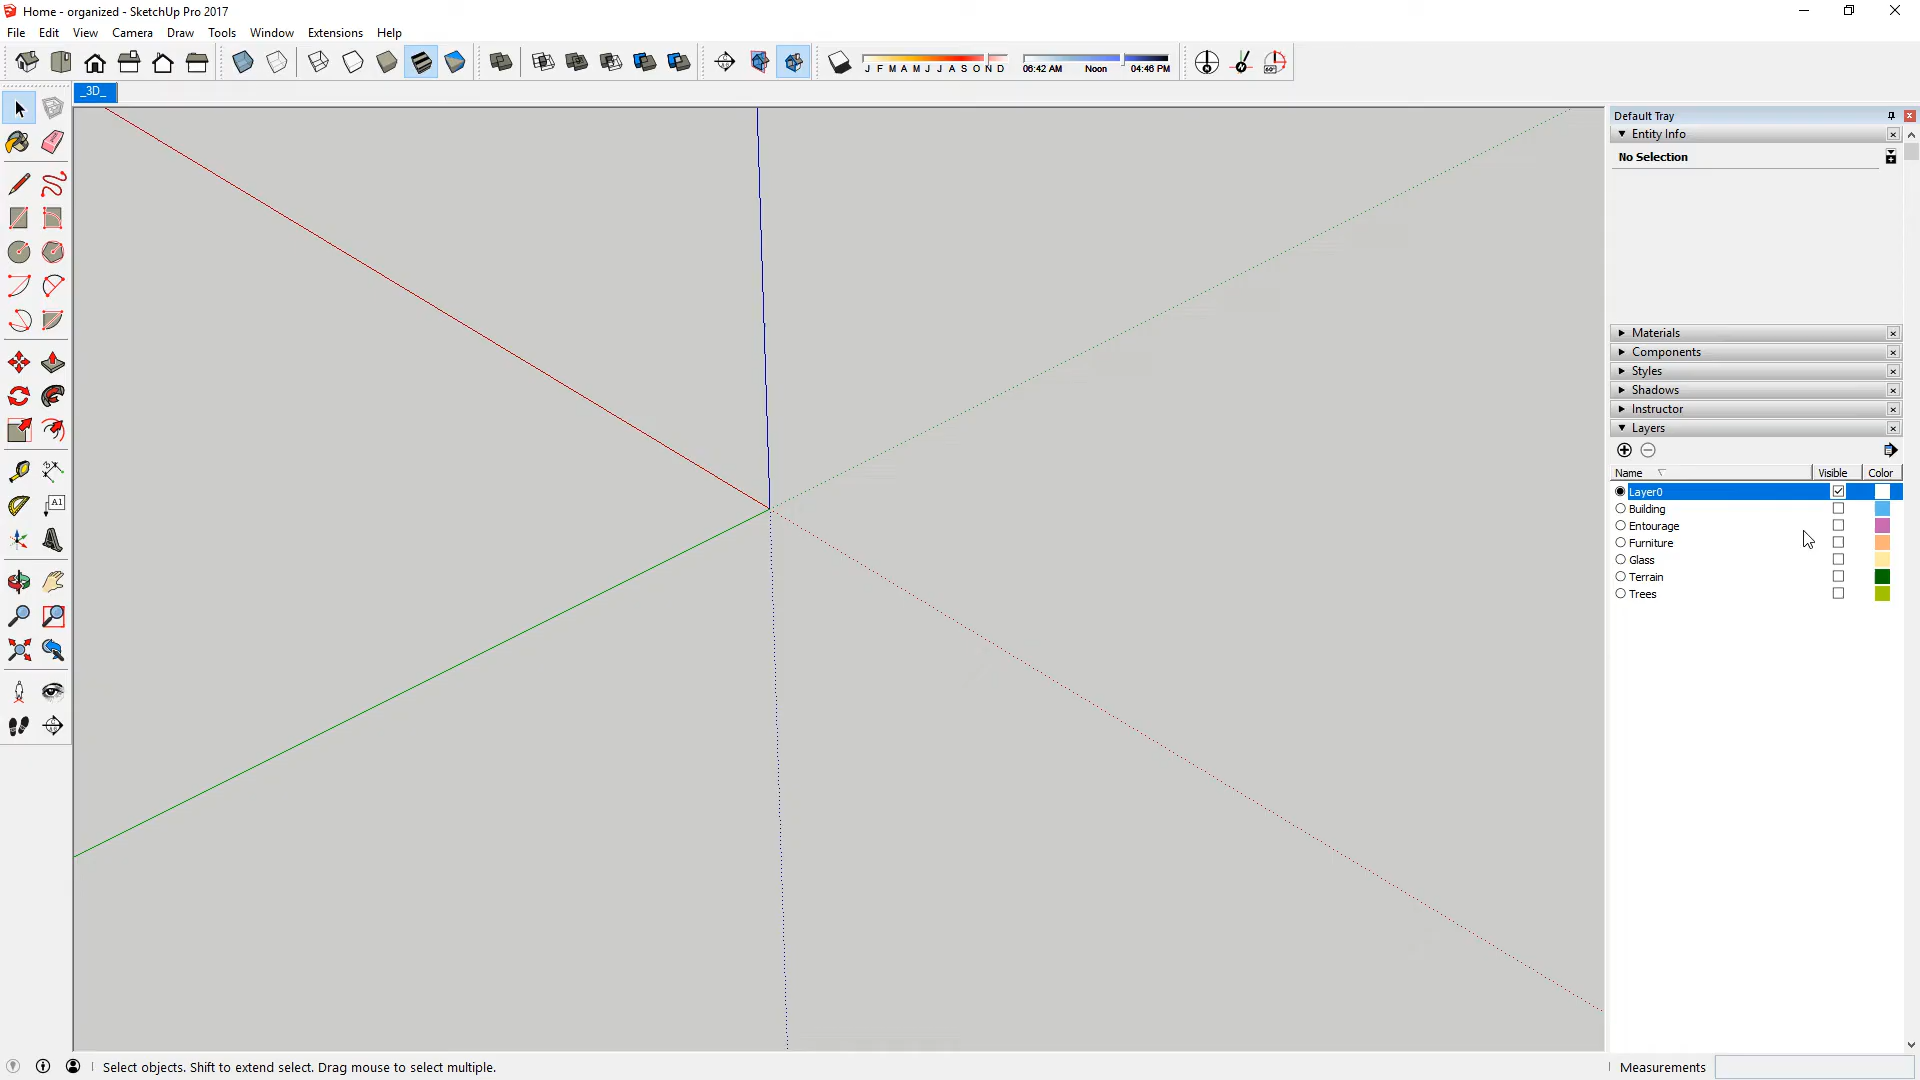 Home - organized - SketchUp Pro 2017
File Edit View Camera Draw Tools Window Extensions Help
J F M A M J J A S O N D 06:42 AM Noon 04:46 PM
_3D_
Default Tray
Entity Info
No Selection
A1
Materials
Components
Styles
Shadows
Instructor
Layers
Name Visible Color
Layer0
Building
Entourage
Furniture
Glass
Terrain
Trees
Select objects. Shift to extend select. Drag mouse to select multiple.
Measurements